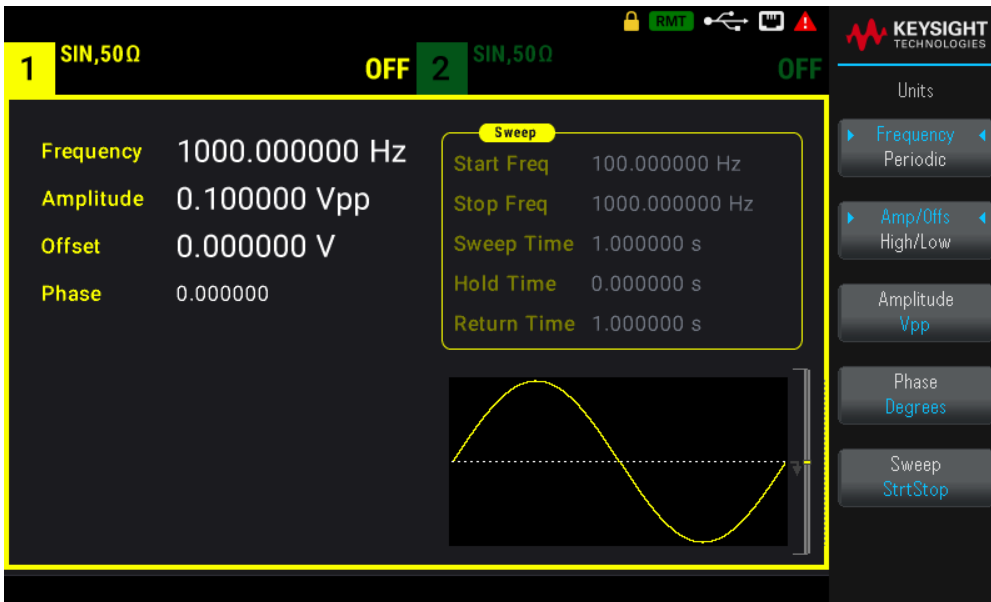 RMT
KEYSIGHT
TECHNOLOGIES
1 SIN,50Ω OFF
2 SIN,50Ω OFF
Units
Frequency 1000.000000 Hz
Amplitude 0.100000 Vpp
Offset 0.000000 V
Phase 0.000000
Sweep
Start Freq 100.000000 Hz
Stop Freq 1000.000000 Hz
Sweep Time 1.000000 s
Hold Time 0.000000 s
Return Time 1.000000 s
Frequency
Periodic
Amp/Offs
High/Low
Amplitude
Vpp
Phase
Degrees
Sweep
StrtStop